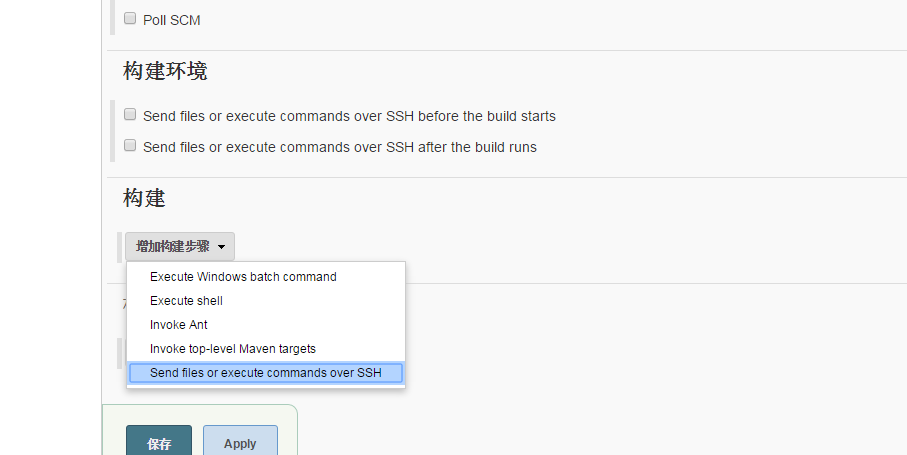 Poll SCM
构建环境
Send files or execute commands over SSH before the build starts
Send files or execute commands over SSH after the build runs
构建
增加构建步骤
Execute Windows batch command
Execute shell
Invoke Ant
Invoke top-level Maven targets
Send files or execute commands over SSH
保存 Apply